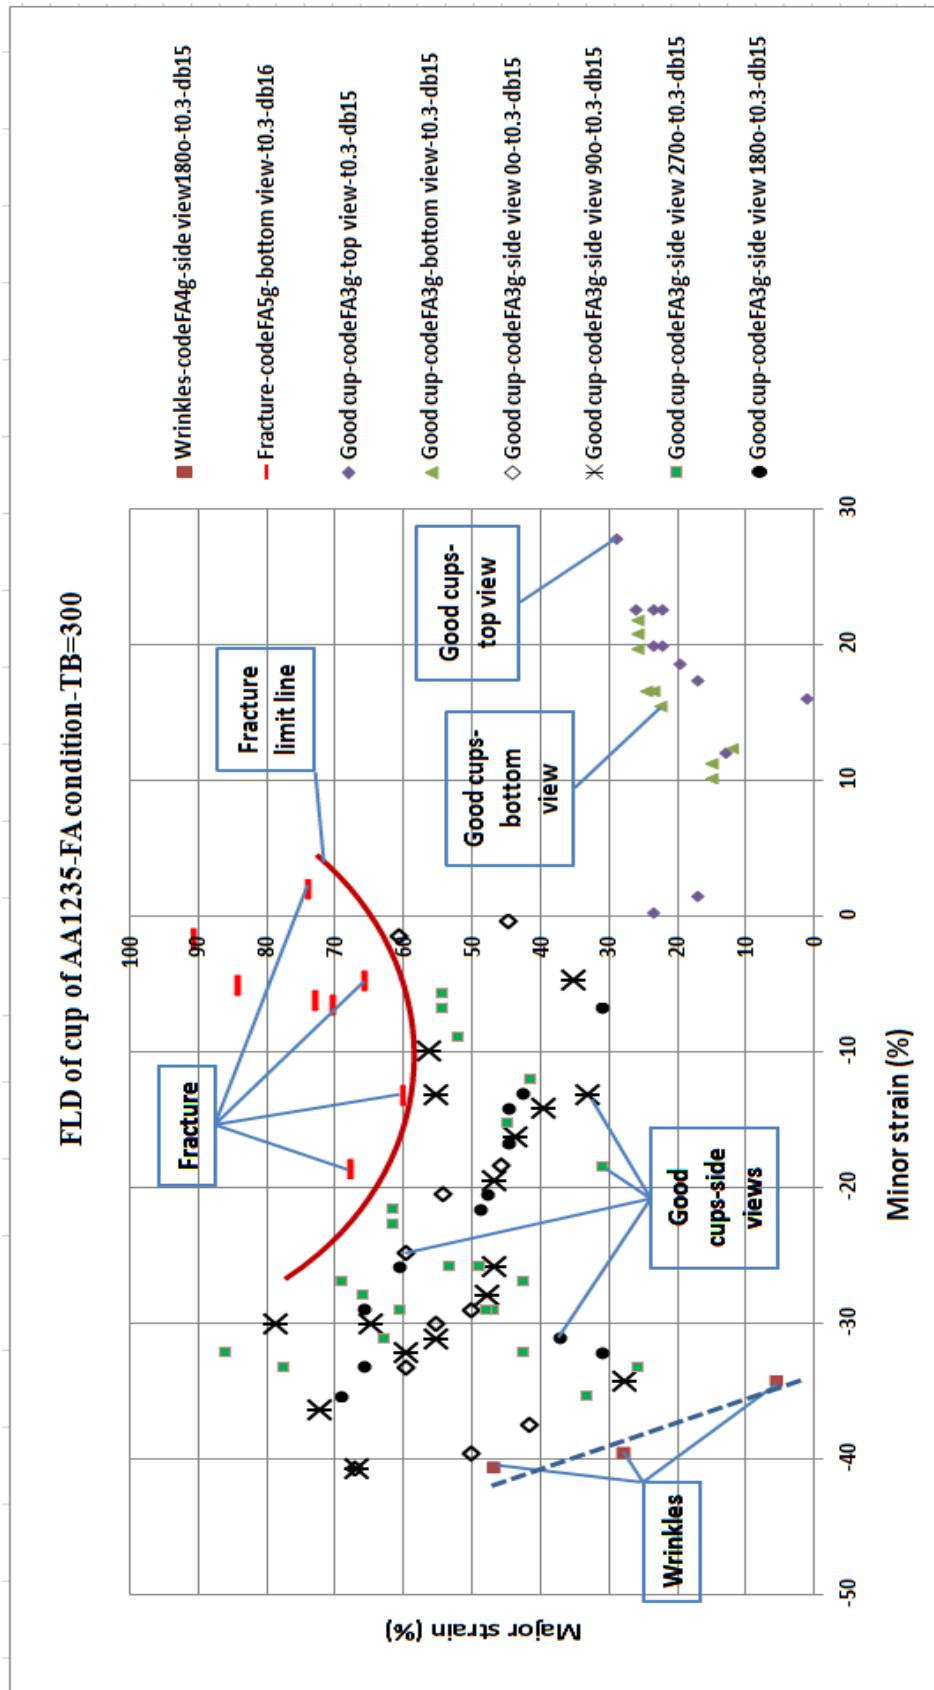 FLD of cup of AA1235-FA condition-TB=300
Major strain (%)
100
90
80
70
60
50
40
30
20
10
0
-50
-40
-30
-20
-10
0
10
20
30
Minor strain (%)
Fracture
Fracture
limit line
Good cups-
top view
Good cups-
bottom
view
Good
cups-side
views
Wrinkles
Wrinkles-codeFA4g-side view180o-t0.3-db15
Fracture-codeFA5g-bottom view-t0.3-db16
Good cup-codeFA3g-top view-t0.3-db15
Good cup-codeFA3g-bottom view-t0.3-db15
Good cup-codeFA3g-side view 0o-t0.3-db15
Good cup-codeFA3g-side view 90o-t0.3-db15
Good cup-codeFA3g-side view 270o-t0.3-db15
Good cup-codeFA3g-side view 180o-t0.3-db15